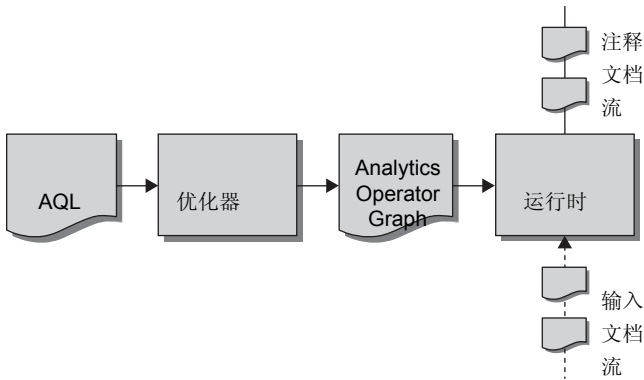 注释
文档
流
AQL
优化器
Analytics
Operator
Graph
运行时
输入
文档
流